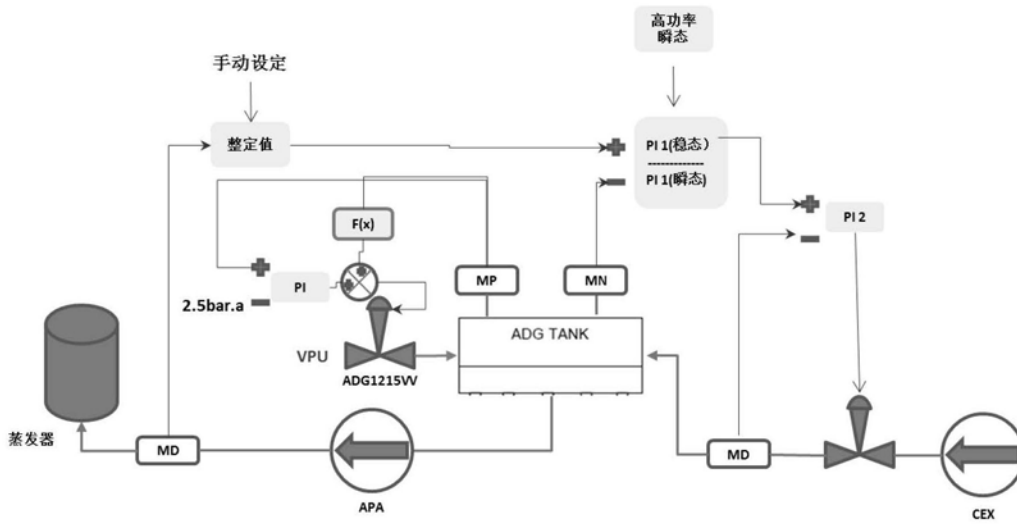 高功率
瞬态
手动设定
整定值
PI 1(稳态）
PI 1(瞬态)
F(x)
PI 2
PI
MP
MN
2.5bar.a
ADG TANK
VPU
ADG1215VV
蒸发器
MD
MD
APA
CEX